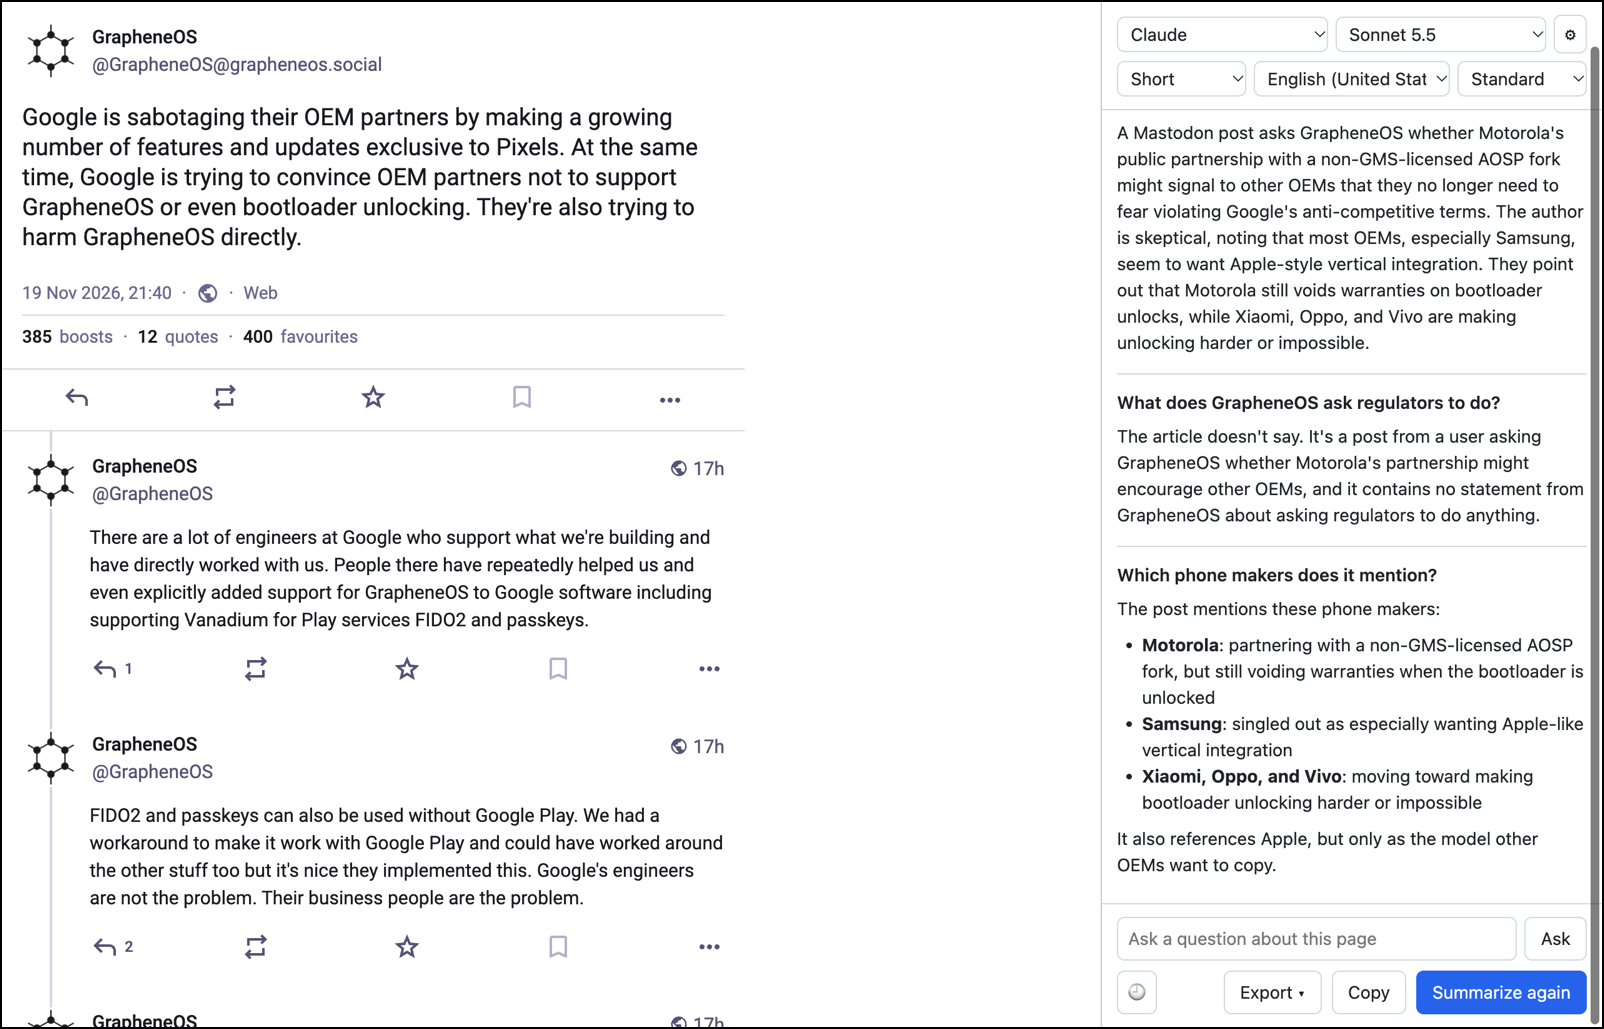 GrapheneOS
@GrapheneOS@grapheneos.social
Google is sabotaging their OEM partners by making a growing
number of features and updates exclusive to Pixels. At the same
time, Google is trying to convince OEM partners not to support
GrapheneOS or even bootloader unlocking. They're also trying to
harm GrapheneOS directly.
19 Nov 2026, 21:40 · · Web
385 boosts · 12 quotes · 400 favourites
GrapheneOS
17h
@GrapheneOS
There are a lot of engineers at Google who support what we're building and
have directly worked with us. People there have repeatedly helped us and
even explicitly added support for GrapheneOS to Google software including
supporting Vanadium for Play services FIDO2 and passkeys.
1
GrapheneOS
17h
@GrapheneOS
FIDO2 and passkeys can also be used without Google Play. We had a
workaround to make it work with Google Play and could have worked around
the other stuff too but it's nice they implemented this. Google's engineers
are not the problem. Their business people are the problem.
2
GrapheneOS
17h
Claude
Sonnet 5.5
Short
English (United Stat
Standard
A Mastodon post asks GrapheneOS whether Motorola's
public partnership with a non-GMS-licensed AOSP fork
might signal to other OEMs that they no longer need to
fear violating Google's anti-competitive terms. The author
is skeptical, noting that most OEMs, especially Samsung,
seem to want Apple-style vertical integration. They point
out that Motorola still voids warranties on bootloader
unlocks, while Xiaomi, Oppo, and Vivo are making
unlocking harder or impossible.
What does GrapheneOS ask regulators to do?
The article doesn't say. It's a post from a user asking
GrapheneOS whether Motorola's partnership might
encourage other OEMs, and it contains no statement from
GrapheneOS about asking regulators to do anything.
Which phone makers does it mention?
The post mentions these phone makers:
• Motorola: partnering with a non-GMS-licensed AOSP
fork, but still voiding warranties when the bootloader is
unlocked
• Samsung: singled out as especially wanting Apple-like
vertical integration
• Xiaomi, Oppo, and Vivo: moving toward making
bootloader unlocking harder or impossible
It also references Apple, but only as the model other
OEMs want to copy.
Ask a question about this page
Ask
Export ▾
Copy
Summarize again